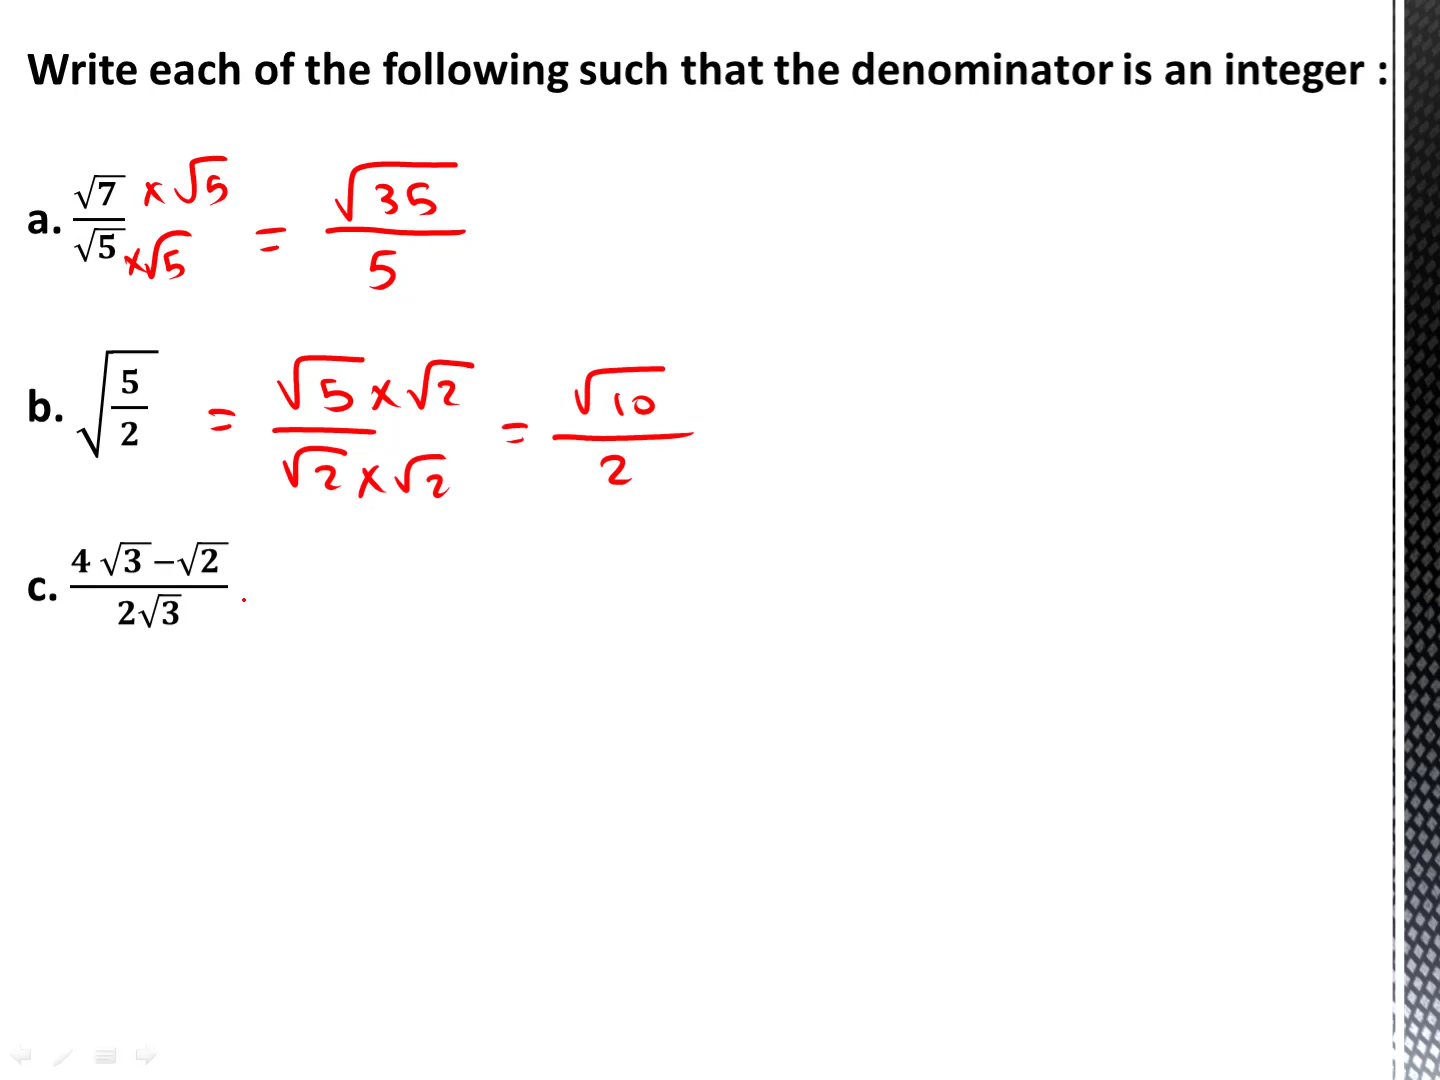 Write each of the following such that the denominator is an integer :
a. √7/√5 ×√5/×√5 = √35/5
b. √(5/2) = √5×√2/√2×√2 = √10/2
c. 4 √3 −√2/2√3 .